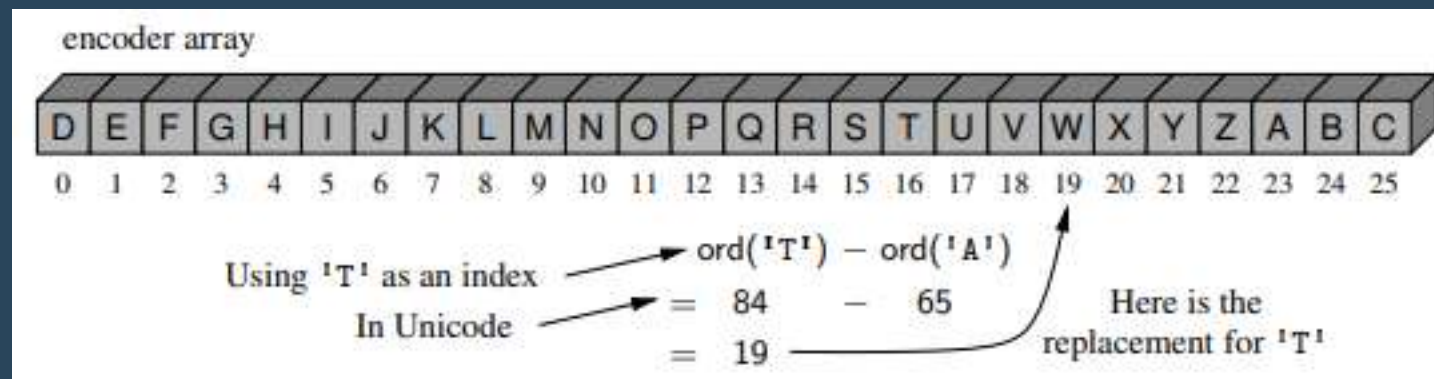 encoder array
D E F G H I J K L M N O P Q R S T U V W X Y Z A B C
0 1 2 3 4 5 6 7 8 9 10 11 12 13 14 15 16 17 18 19 20 21 22 23 24 25
ord('T') − ord('A')
Using 'T' as an index
= 84 − 65
In Unicode
= 19
Here is the
replacement for 'T'